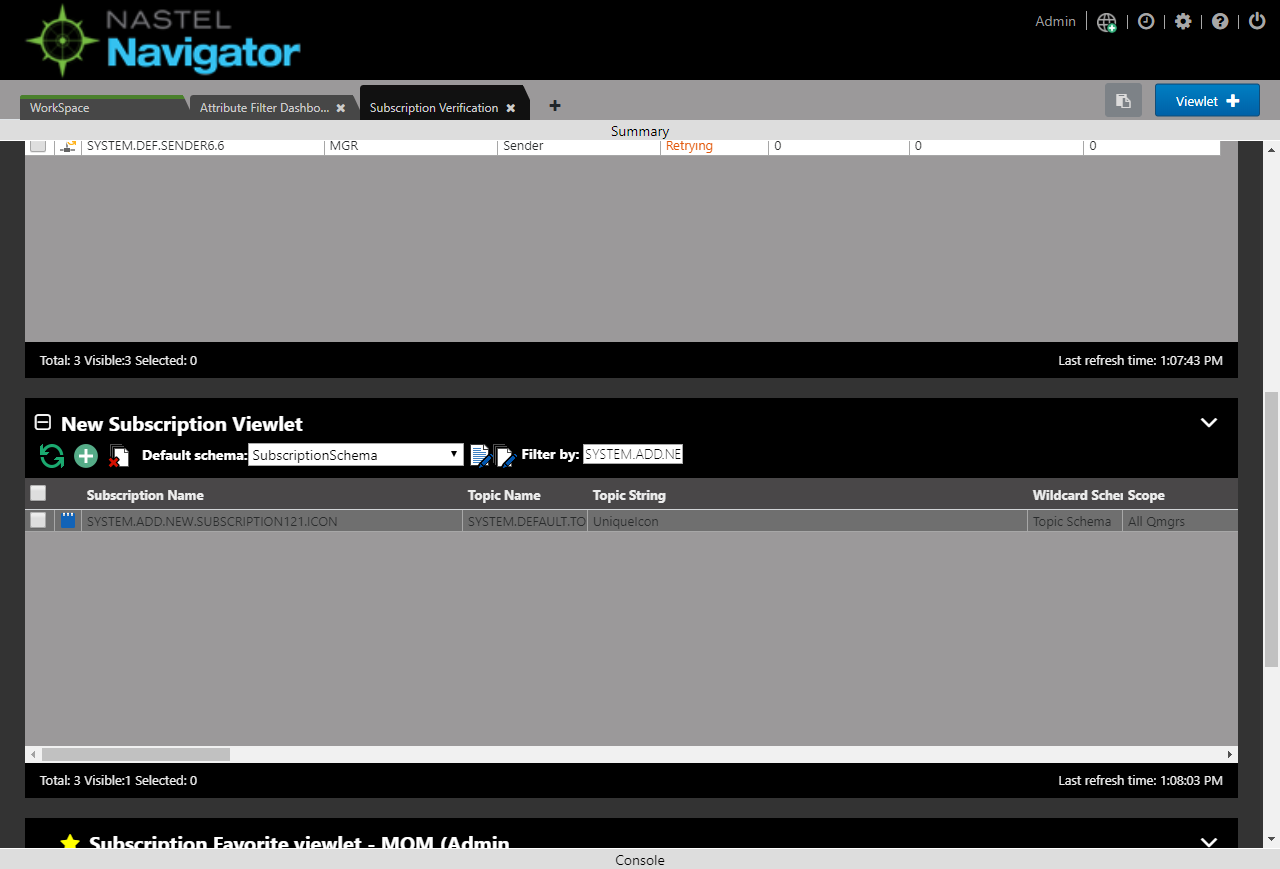 NASTEL
Navigator
Admin
WorkSpace
Attribute Filter Dashbo...
Subscription Verification
Viewlet
Summary
SYSTEM.DEF.SENDER6.6 MGR Sender Retrying 0 0 0
Total: 3 Visible:3 Selected: 0
Last refresh time: 1:07:43 PM
New Subscription Viewlet
Default schema: SubscriptionSchema Filter by: SYSTEM.ADD.NE
Subscription Name Topic Name Topic String Wildcard Scher Scope
SYSTEM.ADD.NEW.SUBSCRIPTION121.ICON SYSTEM.DEFAULT.TO UniqueIcon Topic Schema All Qmgrs
Total: 3 Visible:1 Selected: 0
Last refresh time: 1:08:03 PM
Subscription Favorite viewlet - MQM (Admin
Console